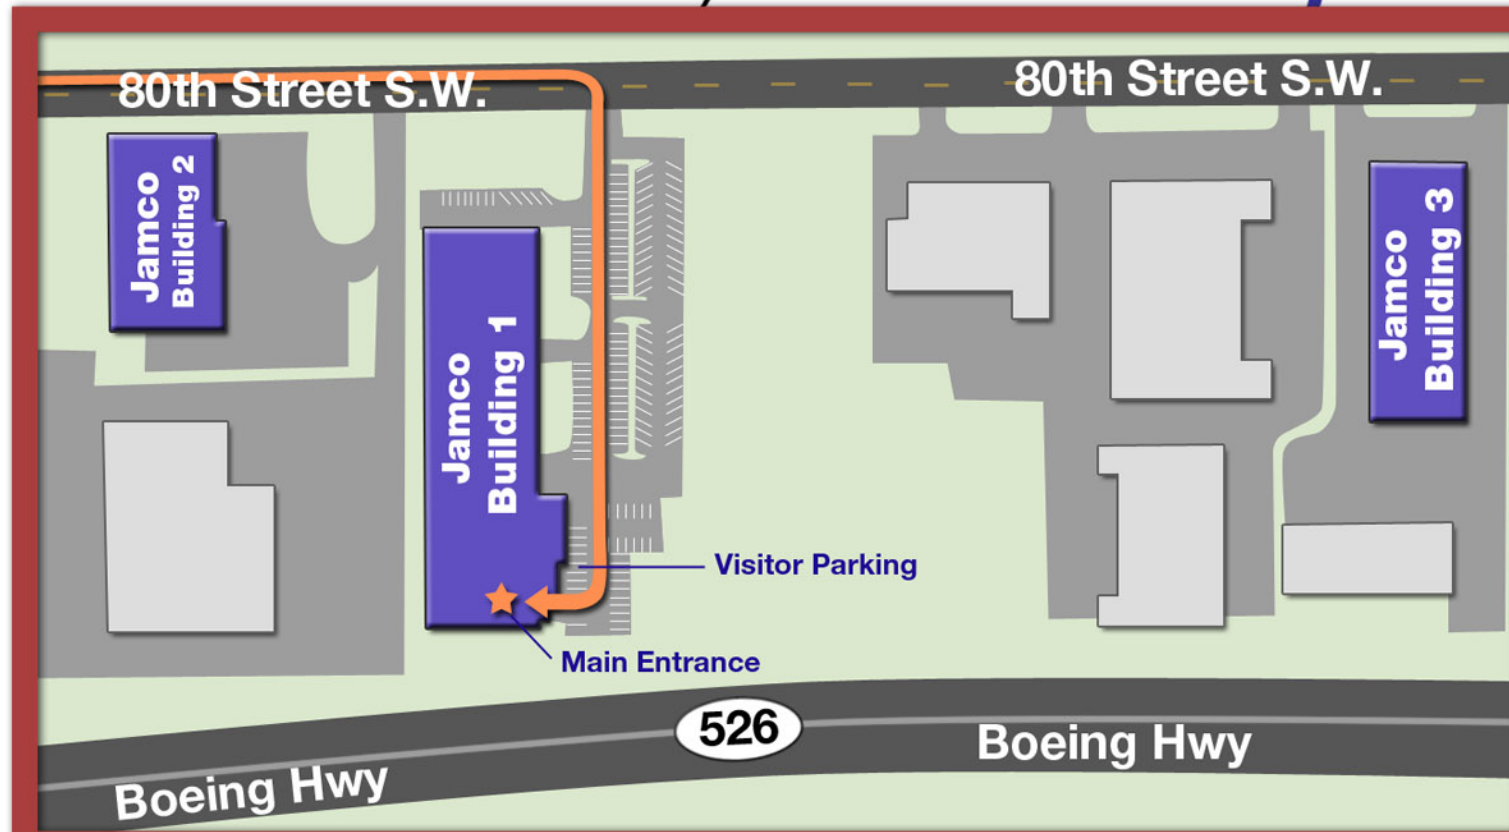 80th Street S.W.
80th Street S.W.
Jamco
Building 2
Jamco
Building 1
Jamco
Building 3
Visitor Parking
Main Entrance
526
Boeing Hwy
Boeing Hwy